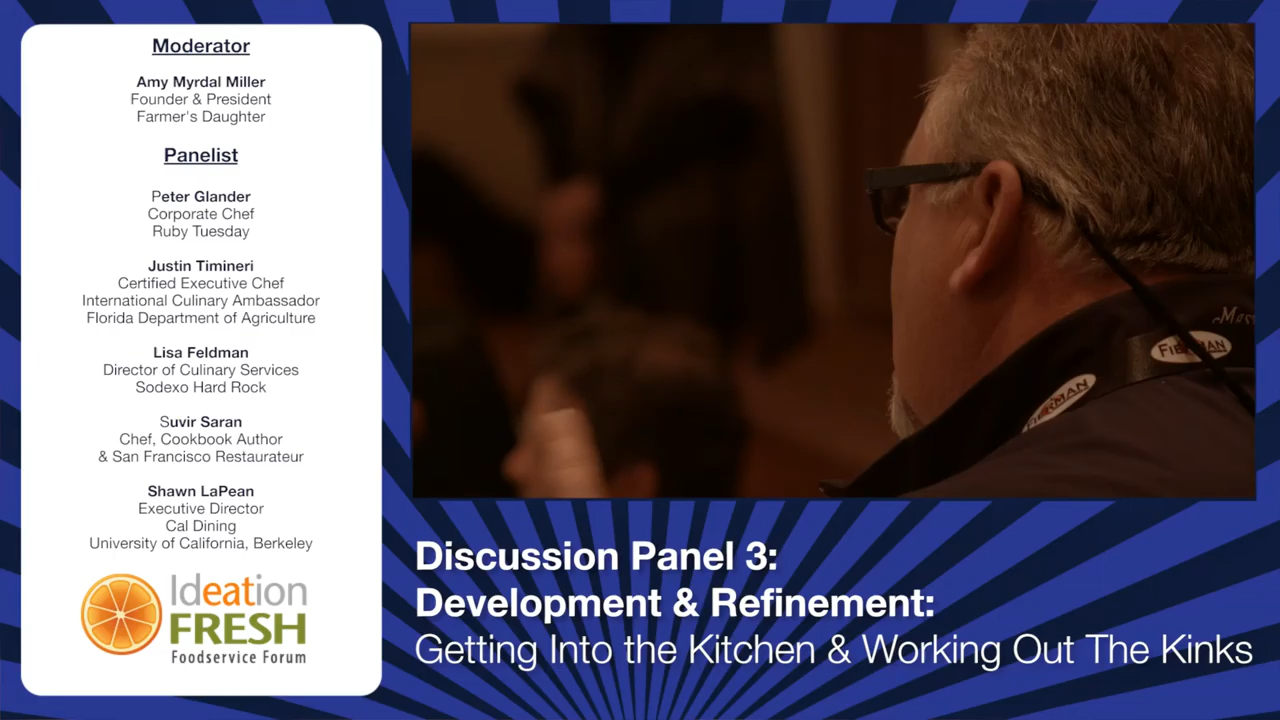 Moderator
Amy Myrdal Miller
Founder & President
Farmer's Daughter
Panelist
Peter Glander
Corporate Chef
Ruby Tuesday
Justin Timineri
Certified Executive Chef
International Culinary Ambassador
Florida Department of Agriculture
Lisa Feldman
Director of Culinary Services
Sodexo Hard Rock
Suvir Saran
Chef, Cookbook Author
& San Francisco Restaurateur
Shawn LaPean
Executive Director
Cal Dining
University of California, Berkeley
Ideation
FRESH
Foodservice Forum
Discussion Panel 3:
Development & Refinement:
Getting Into the Kitchen & Working Out The Kinks